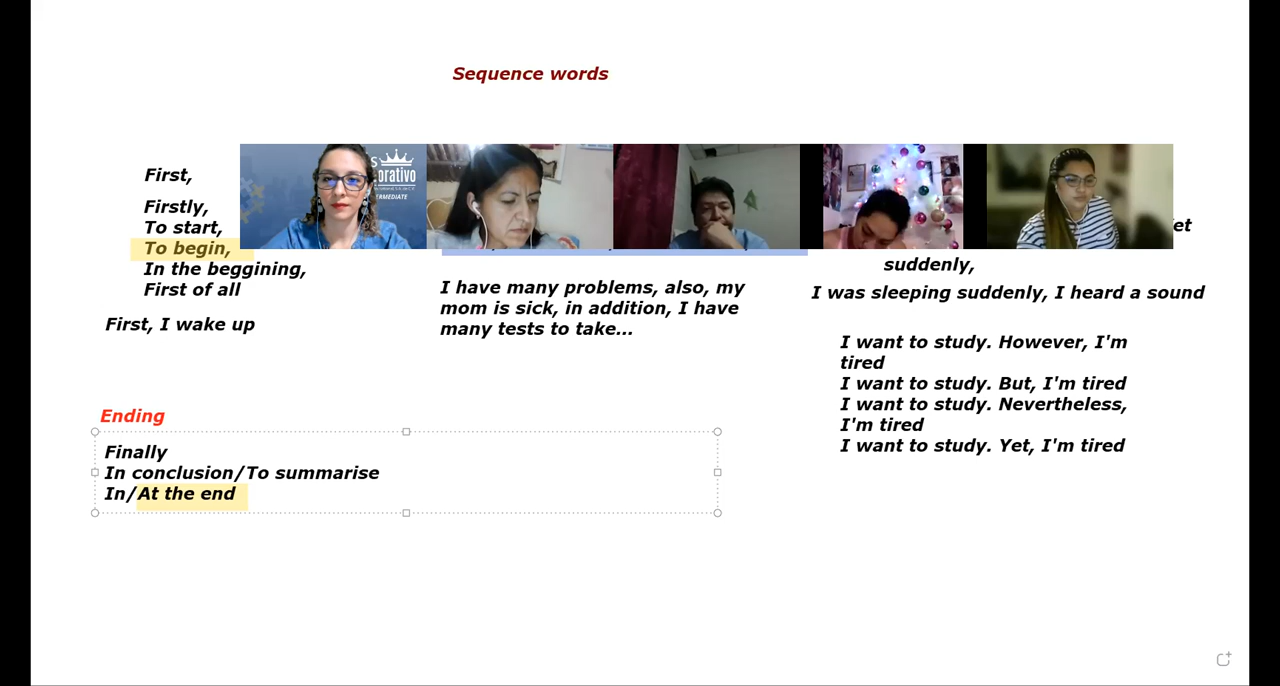 Sequence words
First,
Firstly,
To start,
To begin,
In the beggining,
First of all
First, I wake up
orativo
I have many problems, also, my
mom is sick, in addition, I have
many tests to take...
suddenly,
I was sleeping suddenly, I heard a sound
I want to study. However, I'm
tired
I want to study. But, I'm tired
I want to study. Nevertheless,
I'm tired
I want to study. Yet, I'm tired
Ending
Finally
In conclusion/To summarise
In/At the end